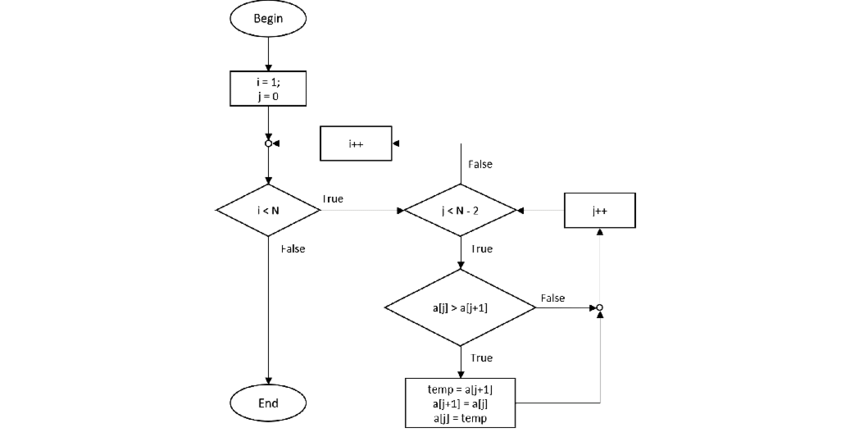 Begin
i = 1;
j = 0
i++
False
i < N
True
j < N - 2
j++
False
True
a[j] > a[j+1]
False
True
temp = a[j+1]
a[j+1] = a[j]
a[j] = temp
End